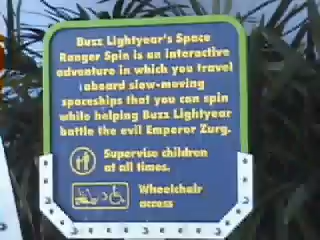 Buzz Lightyear's Space
Ranger Spin is an interactive
adventure in which you travel
aboard slow-moving
spaceships that you can spin
while helping Buzz Lightyear
battle the evil Emperor Zurg.
Supervise children
at all times.
Wheelchair
access